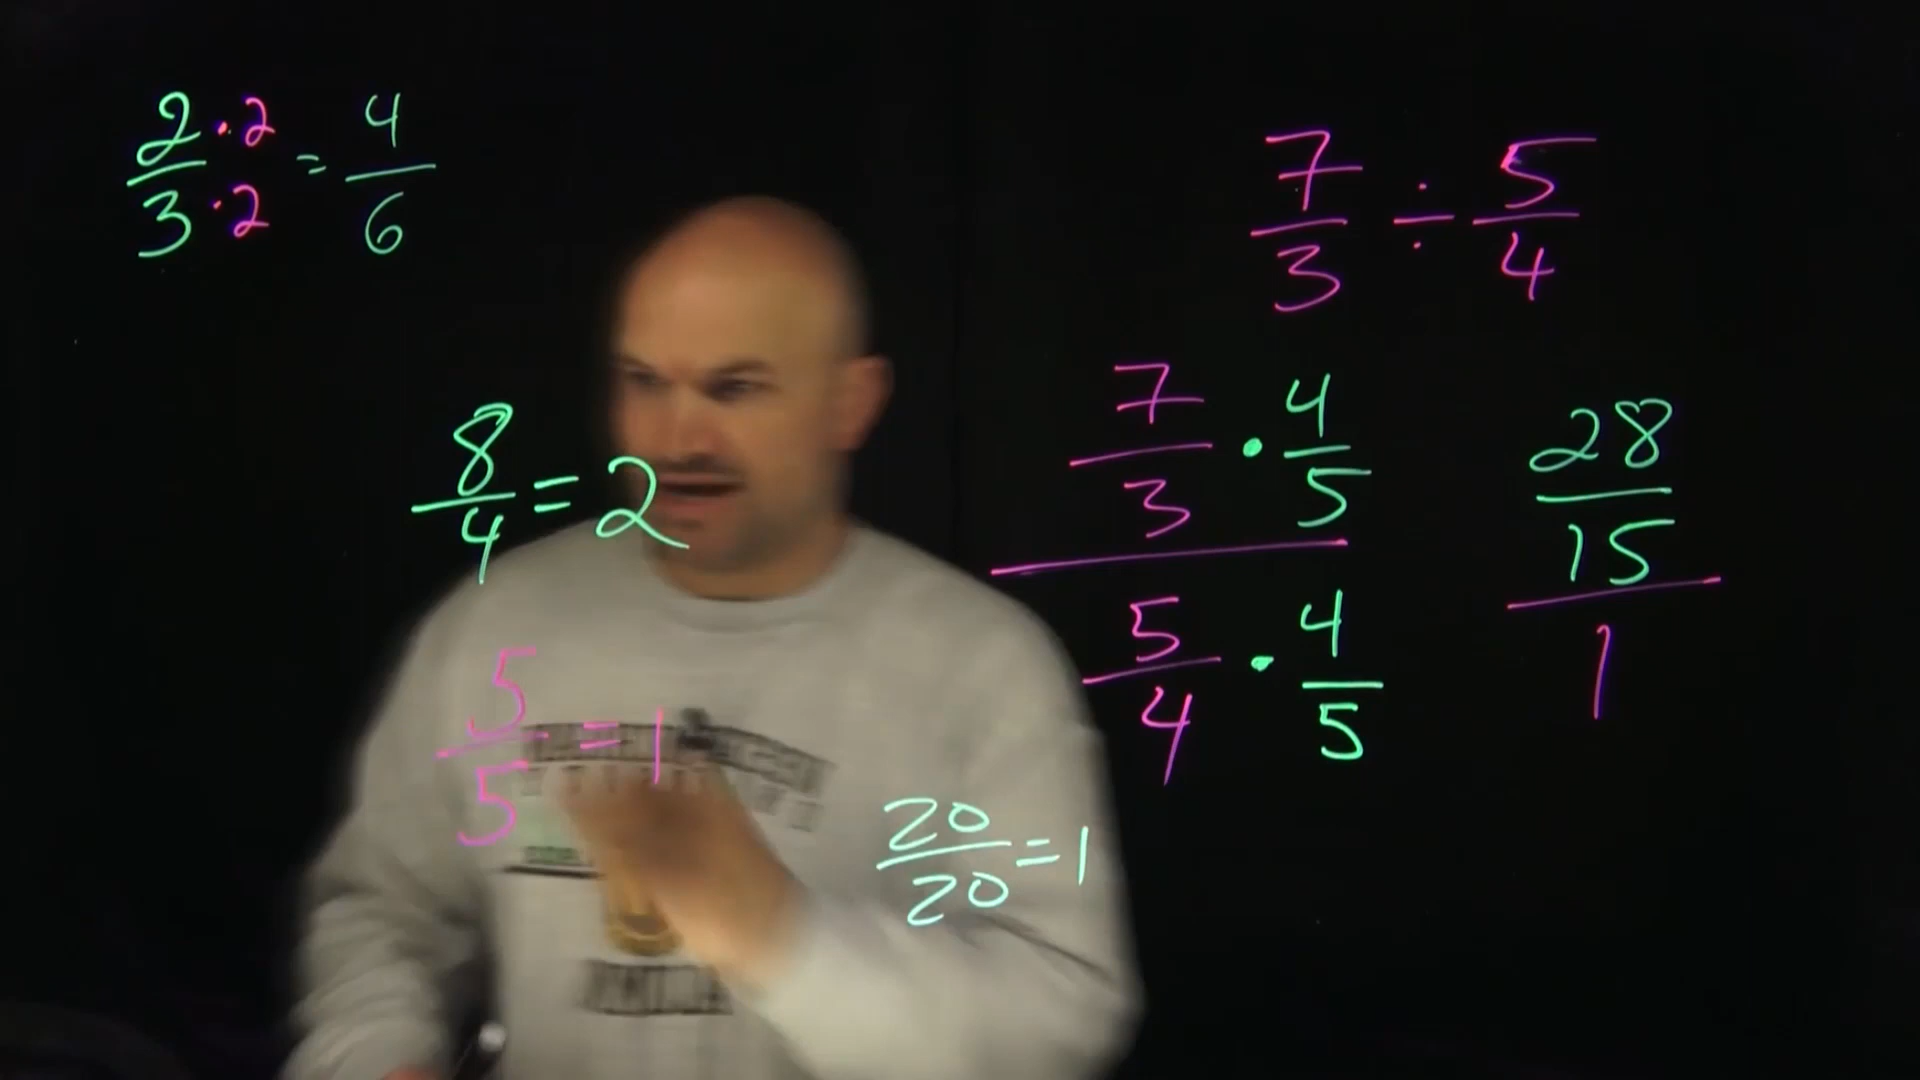 2/3 · 2/2 = 4/6
7/3 ÷ 5/4
8/4 = 2
7/3 · 4/5
5/4 · 4/5
28/15
1
5/5 = 1
20/20 = 1